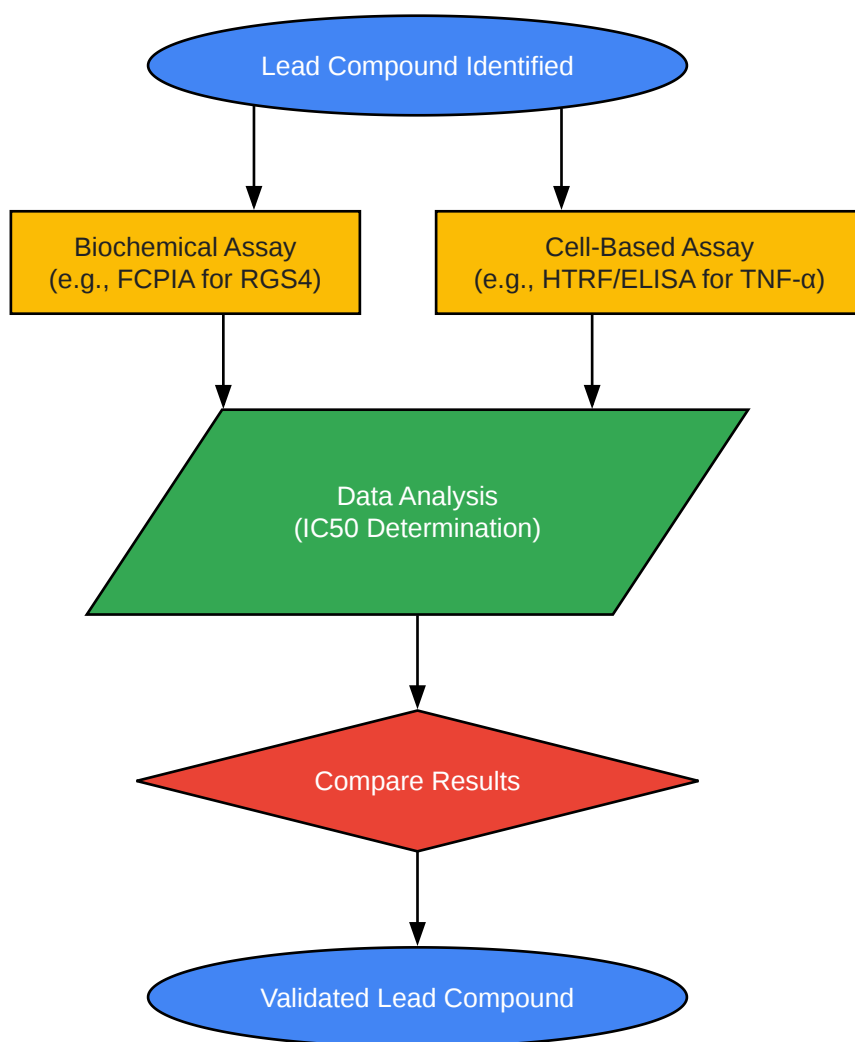 Lead Compound Identified
Biochemical Assay
(e.g., FCPIA for RGS4)
Cell-Based Assay
(e.g., HTRF/ELISA for TNF-α)
Data Analysis
(IC50 Determination)
Compare Results
Validated Lead Compound